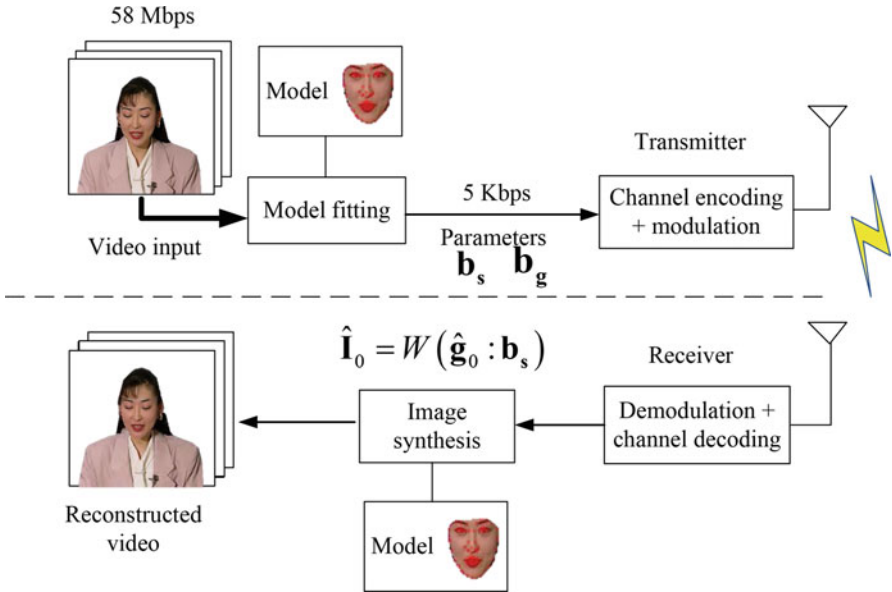 58 Mbps
Model
Transmitter
Model fitting
5 Kbps
Channel encoding
+ modulation
Video input
Parameters
b_s b_g
Î_0 = W(ĝ_0 : b_s)
Receiver
Image
synthesis
Demodulation +
channel decoding
Reconstructed
video
Model